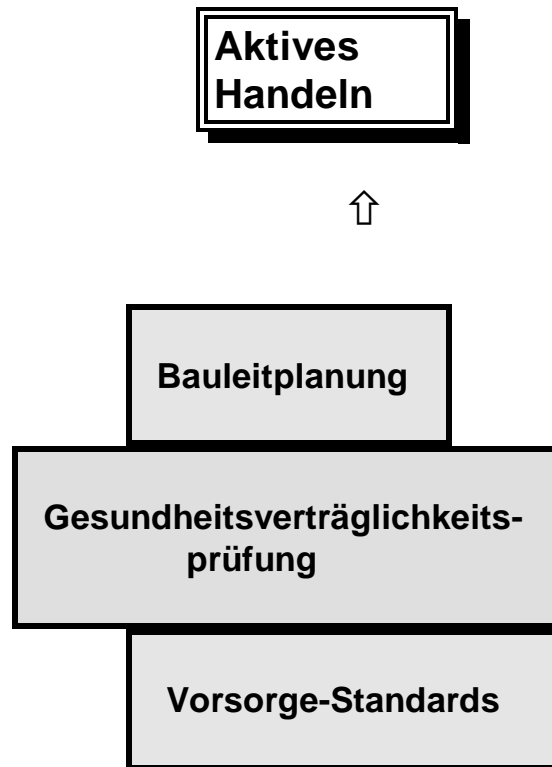 Aktives
Handeln
⇧
Bauleitplanung
Gesundheitsverträglichkeits-
prüfung
Vorsorge-Standards